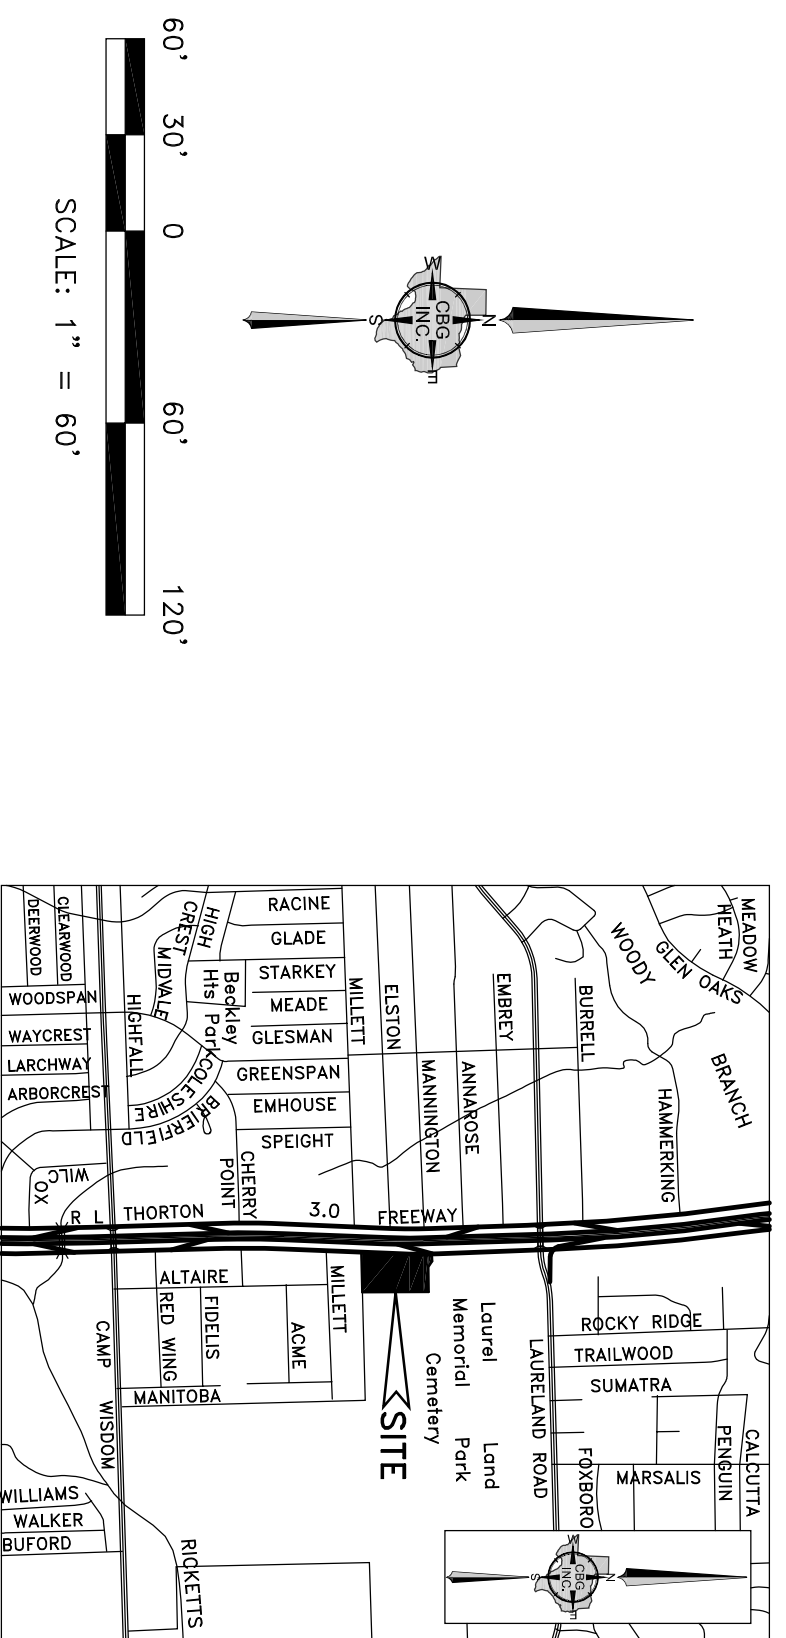 60' 30' 0 60' 120'
SCALE: 1" = 60'
N
W
E
S
CBG
INC.
MEADOW
HEATH
GLEN OAKS
WOODY
BRANCH
BURRELL
EMBREY
HAMMERKING
ANNAROSE
MANNINGTON
ELSTON
MILLETT
RACINE
GLADE
STARKEY
MEADE
GLESMAN
GREENSPAN
EMHOUSE
SPEIGHT
HIGH
CREST
MIDVALE
Beckley
Hts Park
HIGHFALL
COLESHIRE
BRIERFIELD
CHERRY
POINT
CLEARWOOD
DEERWOOD
WOODSPAN
WAYCREST
LARCHWAY
ARBORCREST
WILC
OX
R L THORTON 3.0 FREEWAY
ALTAIRE
MILLETT
RED WING
FIDELIS
ACME
MANITOBA
CAMP WISDOM
SITE
Laurel Land
Memorial Park
Cemetery
LAURELAND ROAD
ROCKY RIDGE
TRAILWOOD
SUMATRA
MARSALIS
PENGUIN
CALCUTTA
FOXBORO
WILLIAMS
WALKER
BUFORD
RICKETTS
N
W
E
S
CBG
INC.